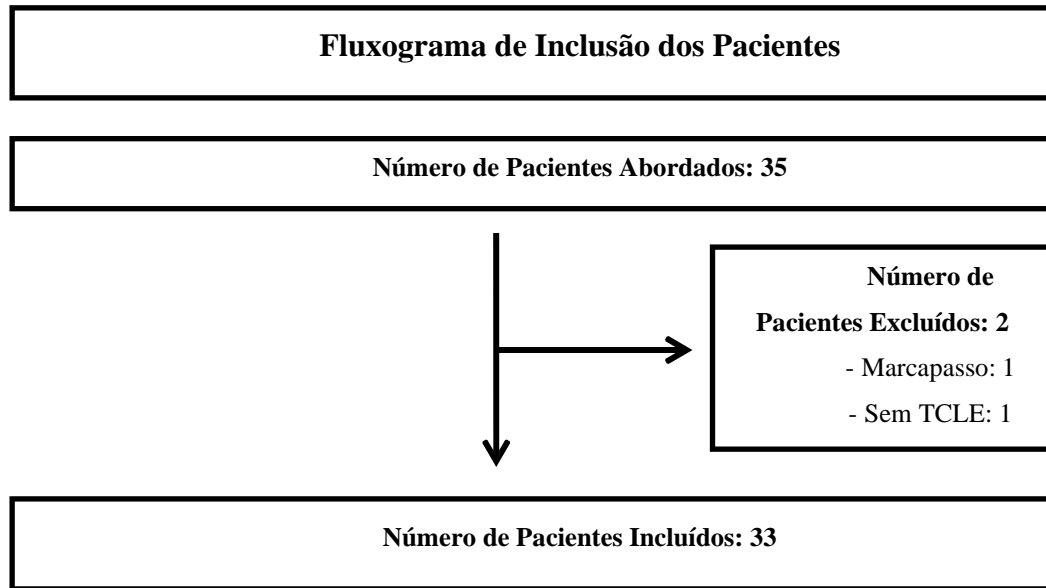 Fluxograma de Inclusão dos Pacientes
Número de Pacientes Abordados: 35
Número de
Pacientes Excluídos: 2
- Marcapasso: 1
- Sem TCLE: 1
Número de Pacientes Incluídos: 33